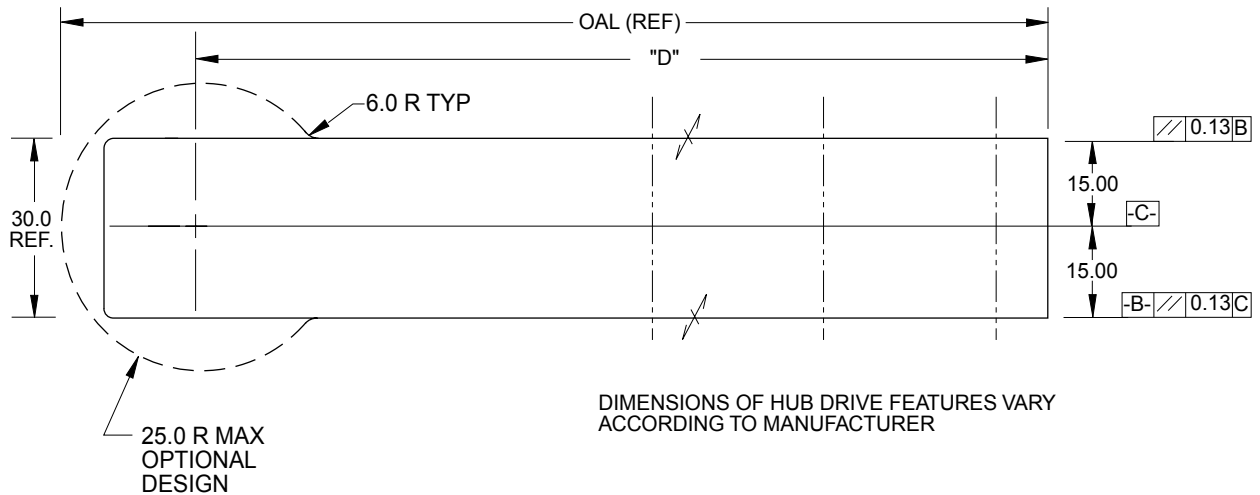 OAL (REF)
"D"
6.0 R TYP
// 0.13 B
30.0
REF.
15.00
-C-
15.00
-B- // 0.13 C
25.0 R MAX
OPTIONAL
DESIGN
DIMENSIONS OF HUB DRIVE FEATURES VARY
ACCORDING TO MANUFACTURER